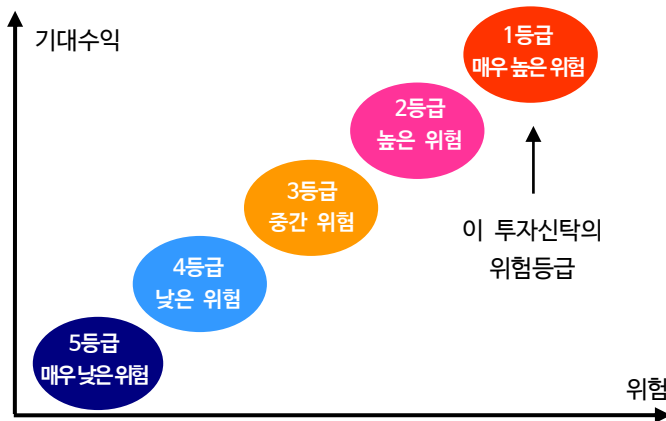 기대수익
1등급
매우 높은 위험
2등급
높은 위험
3등급
중간 위험
이 투자신탁의
위험등급
4등급
낮은 위험
5등급
매우 낮은 위험
위험